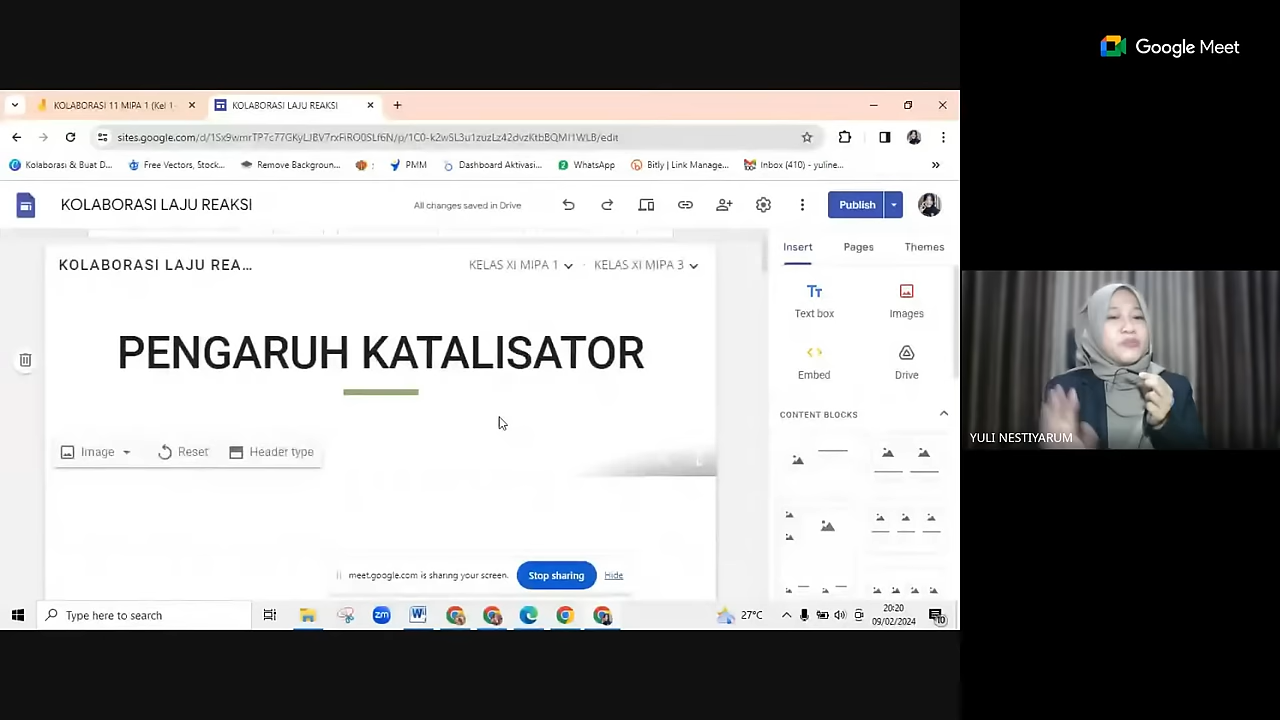 Google Meet
KOLABORASI 11 MIPA 1 (Kel 1
KOLABORASI LAJU REAKSI
Kolaborasi & Buat D...
Free Vectors, Stock...
Remove Backgroun...
PMM
Dashboard Aktivasi...
WhatsApp
Bitly | Link Manage...
Inbox (410) - yuline...
KOLABORASI LAJU REAKSI
All changes saved in Drive
Publish
Insert
Pages
Themes
KOLABORASI LAJU REA...
KELAS XI MIPA 1
KELAS XI MIPA 3
Text box
Images
PENGARUH KATALISATOR
Embed
Drive
CONTENT BLOCKS
Image
Reset
Header type
YULI NESTIYARUM
meet.google.com is sharing your screen.
Stop sharing
Hide
Type here to search
27°C
20:20
09/02/2024